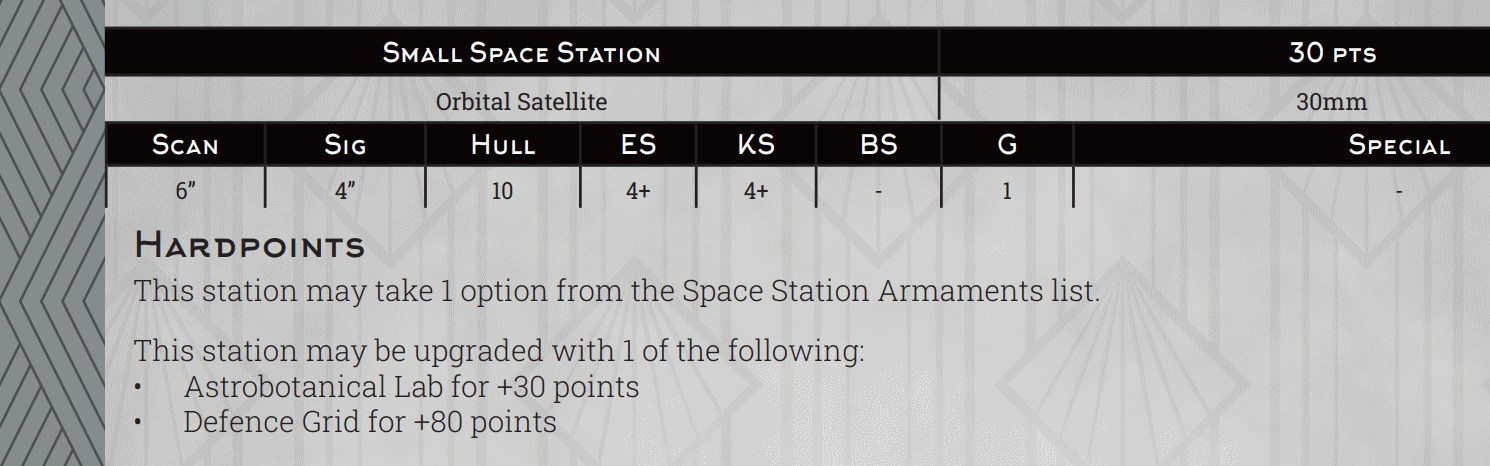 Small Space Station 30 pts
Orbital Satellite 30mm
Scan Sig Hull ES KS BS G Special
6" 4" 10 4+ 4+ - 1 -
Hardpoints
This station may take 1 option from the Space Station Armaments list.
This station may be upgraded with 1 of the following:
• Astrobotanical Lab for +30 points
• Defence Grid for +80 points